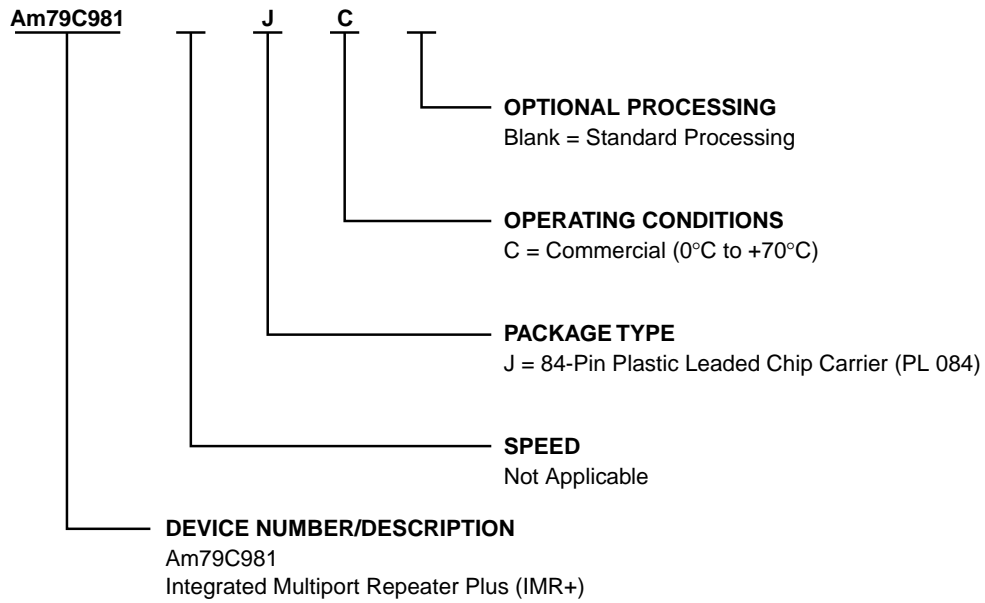 Am79C981 J C
OPTIONAL PROCESSING
Blank = Standard Processing
OPERATING CONDITIONS
C = Commercial (0°C to +70°C)
PACKAGE TYPE
J = 84-Pin Plastic Leaded Chip Carrier (PL 084)
SPEED
Not Applicable
DEVICE NUMBER/DESCRIPTION
Am79C981
Integrated Multiport Repeater Plus (IMR+)